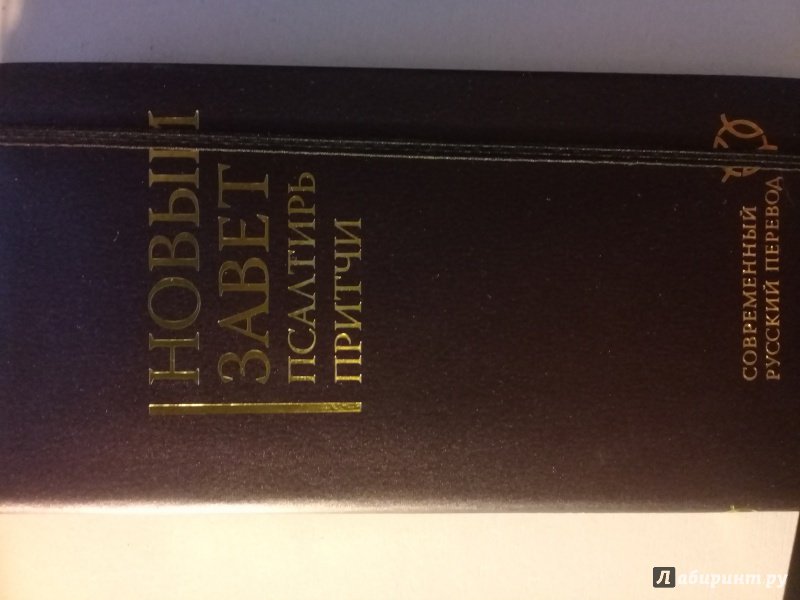 НОВЫЙ
ЗАВЕТ
ПСАЛТИРЬ
ПРИТЧИ
СОВРЕМЕННЫЙ
РУССКИЙ ПЕРЕВОД
Лабиринт.ру